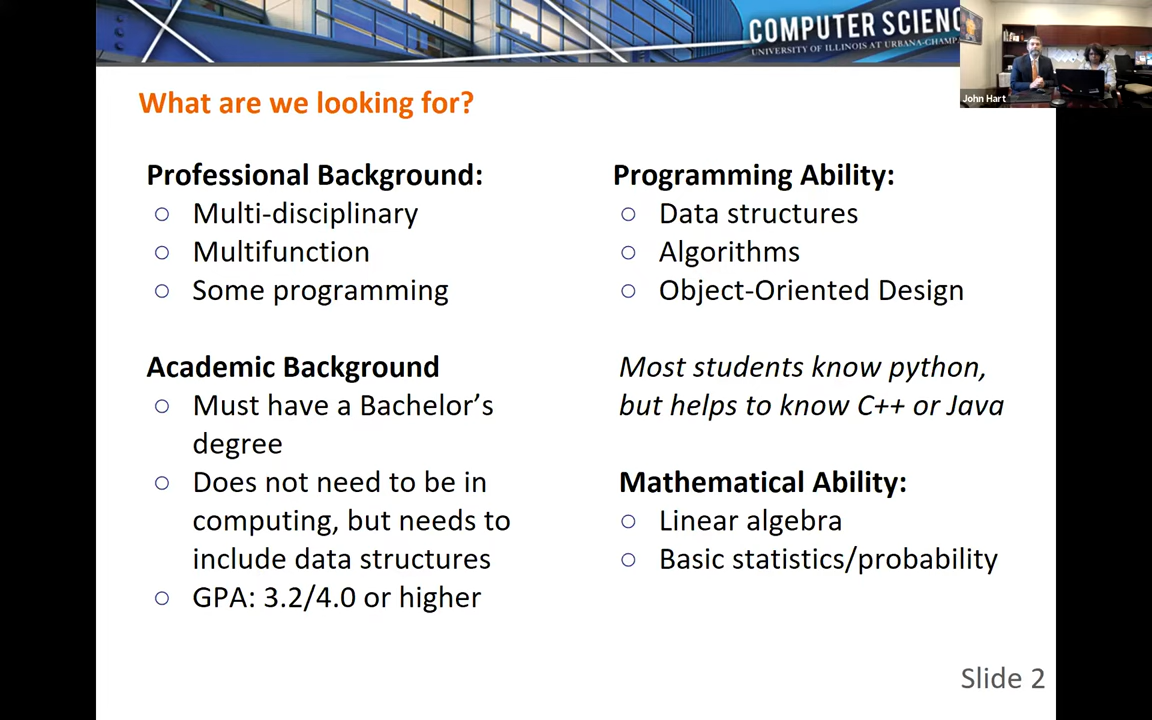 COMPUTER SCIENC
UNIVERSITY OF ILLINOIS AT URBANA-CHAMP
John Hart
What are we looking for?
Professional Background:
○ Multi-disciplinary
○ Multifunction
○ Some programming
Academic Background
○ Must have a Bachelor’s
degree
○ Does not need to be in
computing, but needs to
include data structures
○ GPA: 3.2/4.0 or higher
Programming Ability:
○ Data structures
○ Algorithms
○ Object-Oriented Design
Most students know python,
but helps to know C++ or Java
Mathematical Ability:
○ Linear algebra
○ Basic statistics/probability
Slide 2